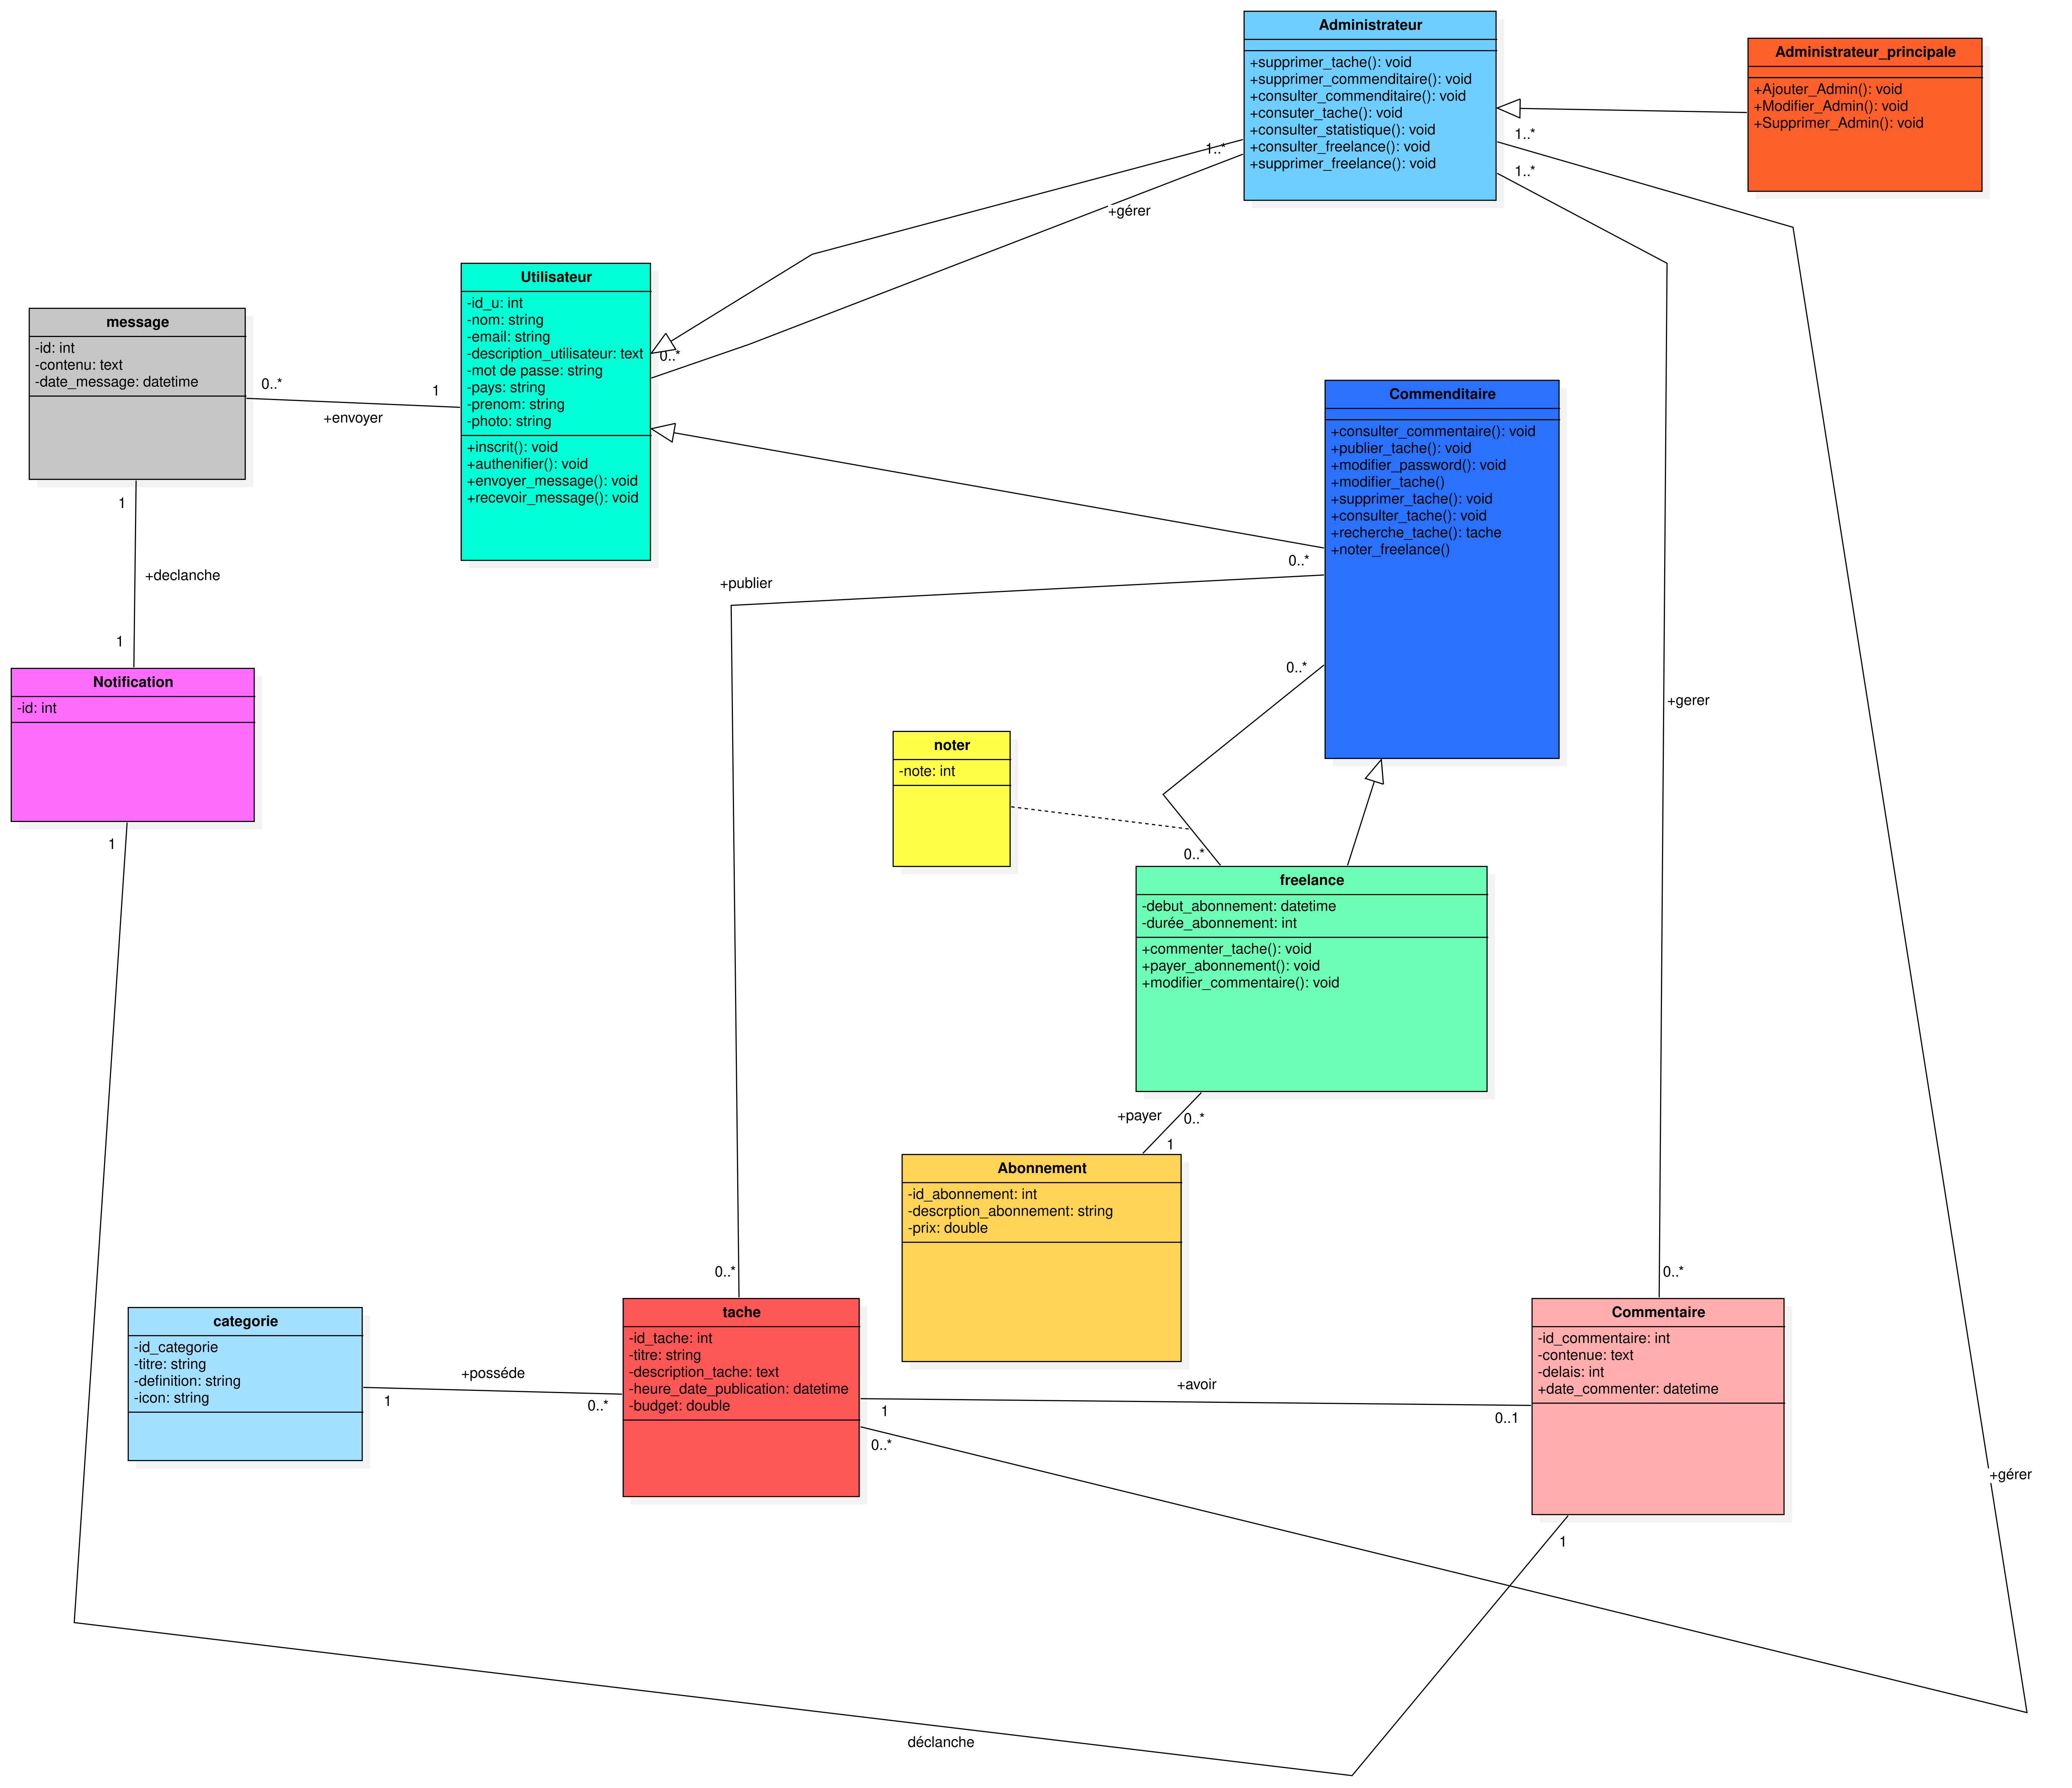 Administrateur
+supprimer_tache(): void
+supprimer_commenditaire(): void
+consulter_commenditaire(): void
+consuter_tache(): void
+consulter_statistique(): void
+consulter_freelance(): void
+supprimer_freelance(): void
Administrateur_principale
+Ajouter_Admin(): void
+Modifier_Admin(): void
+Supprimer_Admin(): void
1..*
1..*
1..*
+gérer
Utilisateur
-id_u: int
-nom: string
-email: string
-description_utilisateur: text
-mot de passe: string
-pays: string
-prenom: string
-photo: string
+inscrit(): void
+authenifier(): void
+envoyer_message(): void
+recevoir_message(): void
0..*
message
-id: int
-contenu: text
-date_message: datetime
0..*
1
+envoyer
Commenditaire
+consulter_commentaire(): void
+publier_tache(): void
+modifier_password(): void
+modifier_tache()
+supprimer_tache(): void
+consulter_tache(): void
+recherche_tache(): tache
+noter_freelance()
1
+declanche
1
0..*
+publier
0..*
+gerer
Notification
-id: int
1
noter
-note: int
0..*
freelance
-debut_abonnement: datetime
-durée_abonnement: int
+commenter_tache(): void
+payer_abonnement(): void
+modifier_commentaire(): void
+payer
0..*
1
Abonnement
-id_abonnement: int
-descrption_abonnement: string
-prix: double
0..*
0..*
categorie
-id_categorie
-titre: string
-definition: string
-icon: string
+posséde
1
0..*
tache
-id_tache: int
-titre: string
-description_tache: text
-heure_date_publication: datetime
-budget: double
+avoir
1
0..1
0..*
Commentaire
-id_commentaire: int
-contenue: text
-delais: int
+date_commenter: datetime
+gérer
1
déclanche